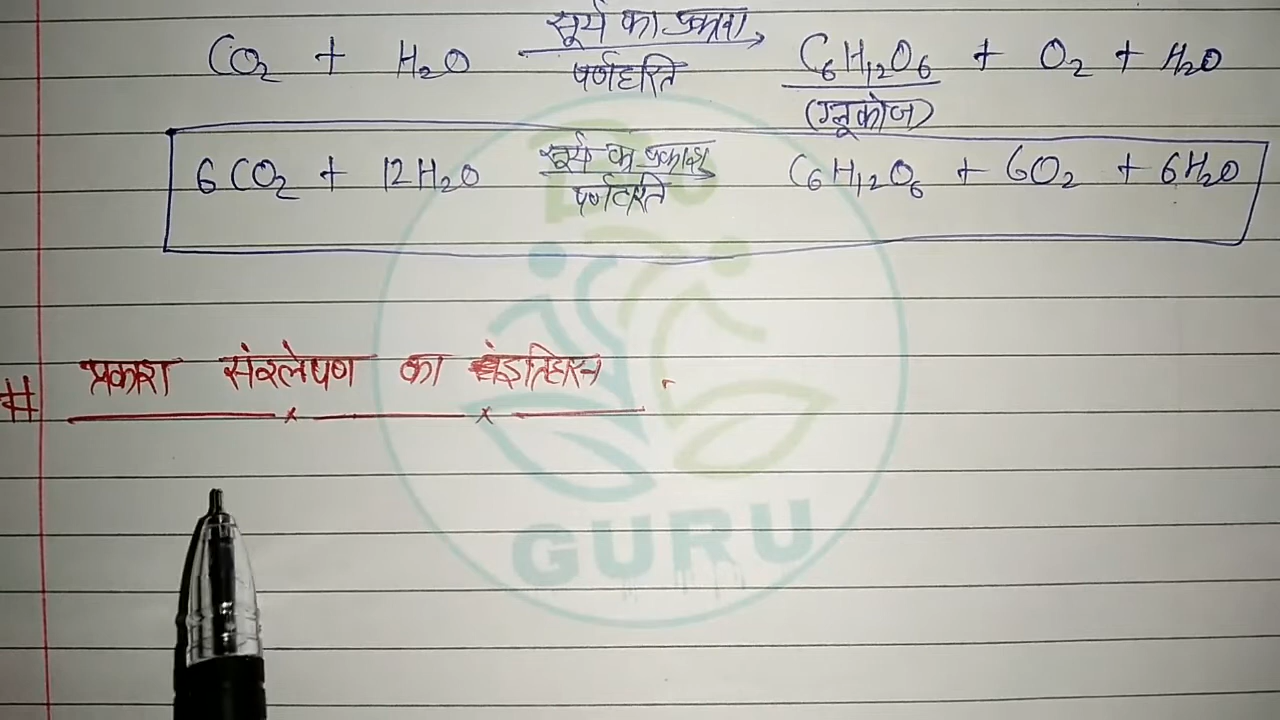 CO₂ + H₂O सूर्य का प्रकाश पर्णहरित C₆H₁₂O₆ + O₂ + H₂O
(ग्लूकोज)
6CO₂ + 12H₂O सूर्य का प्रकाश पर्णहरित C₆H₁₂O₆ + 6O₂ + 6H₂O
# प्रकाश संश्लेषण का इतिहास
GURU